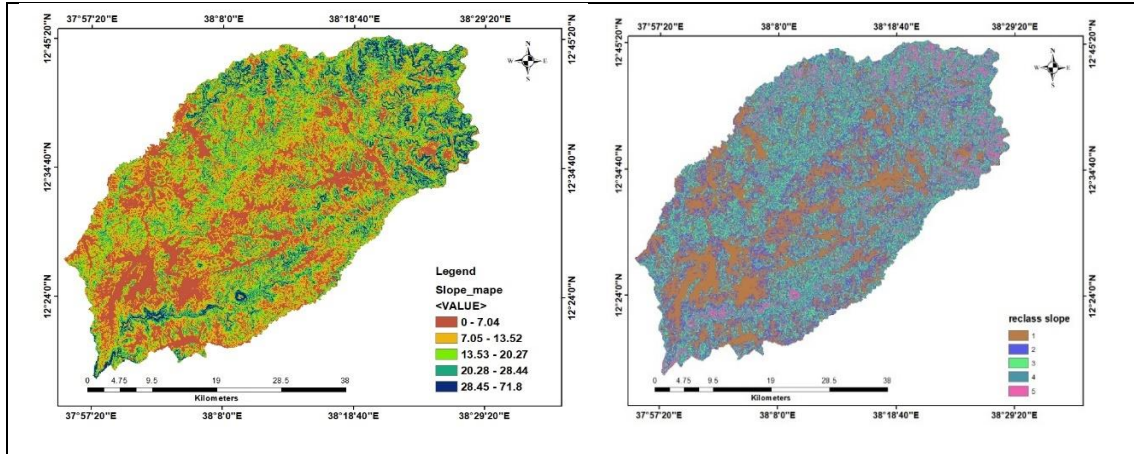 37°57'20"E 38°8'0"E 38°18'40"E 38°29'20"E
12°45'20"N
12°34'40"N
12°24'0"N
N
W E
S
12°45'20"N
12°34'40"N
12°24'0"N
Legend
Slope_mape
<VALUE>
0 - 7.04
7.05 - 13.52
13.53 - 20.27
20.28 - 28.44
28.45 - 71.8
0 4.75 9.5 19 28.5 38
Kilometers
37°57'20"E 38°8'0"E 38°18'40"E 38°29'20"E
37°57'20"E 38°8'0"E 38°18'40"E 38°29'20"E
12°45'20"N
12°34'40"N
12°24'0"N
N
W E
S
12°45'20"N
12°34'40"N
12°24'0"N
reclass slope
1
2
3
4
5
0 4.75 9.5 19 28.5 38
Kilometers
37°57'20"E 38°8'0"E 38°18'40"E 38°29'20"E